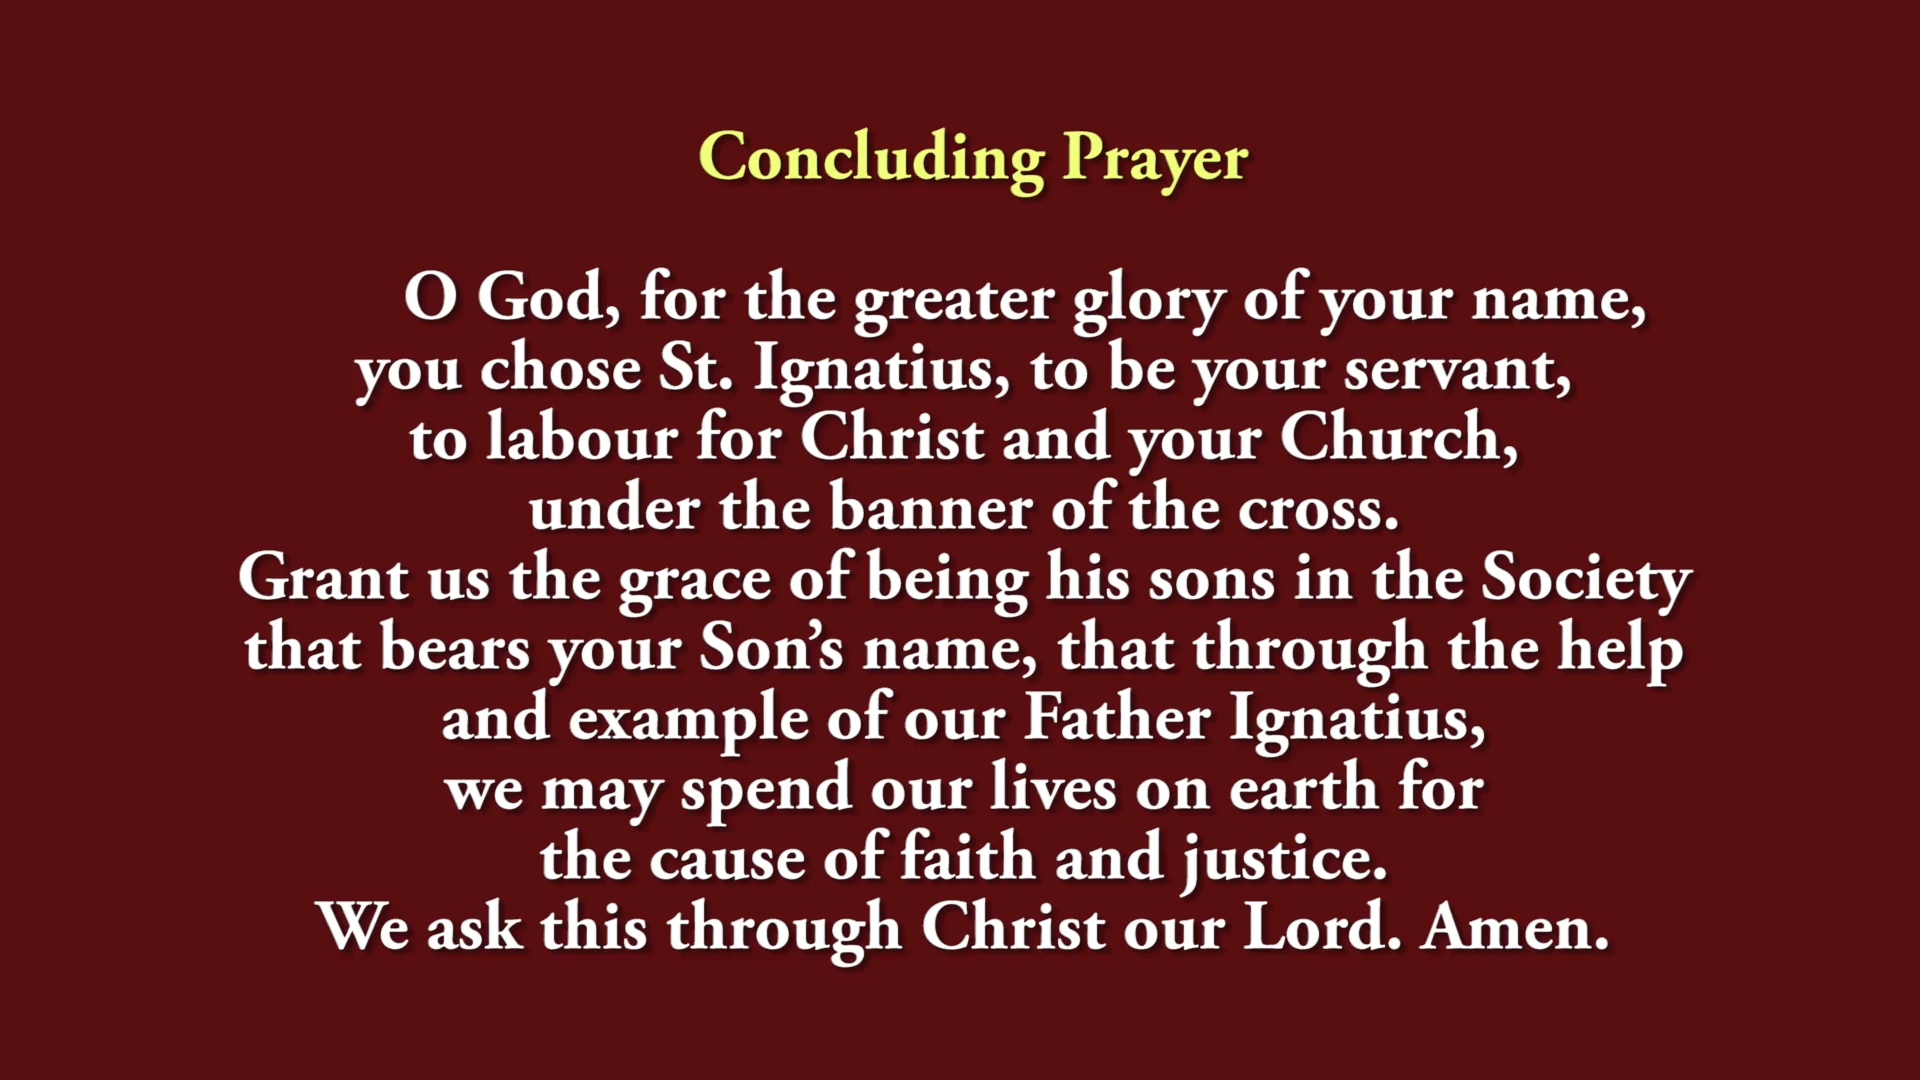 Concluding Prayer
O God, for the greater glory of your name,
you chose St. Ignatius, to be your servant,
to labour for Christ and your Church,
under the banner of the cross.
Grant us the grace of being his sons in the Society
that bears your Son’s name, that through the help
and example of our Father Ignatius,
we may spend our lives on earth for
the cause of faith and justice.
We ask this through Christ our Lord. Amen.